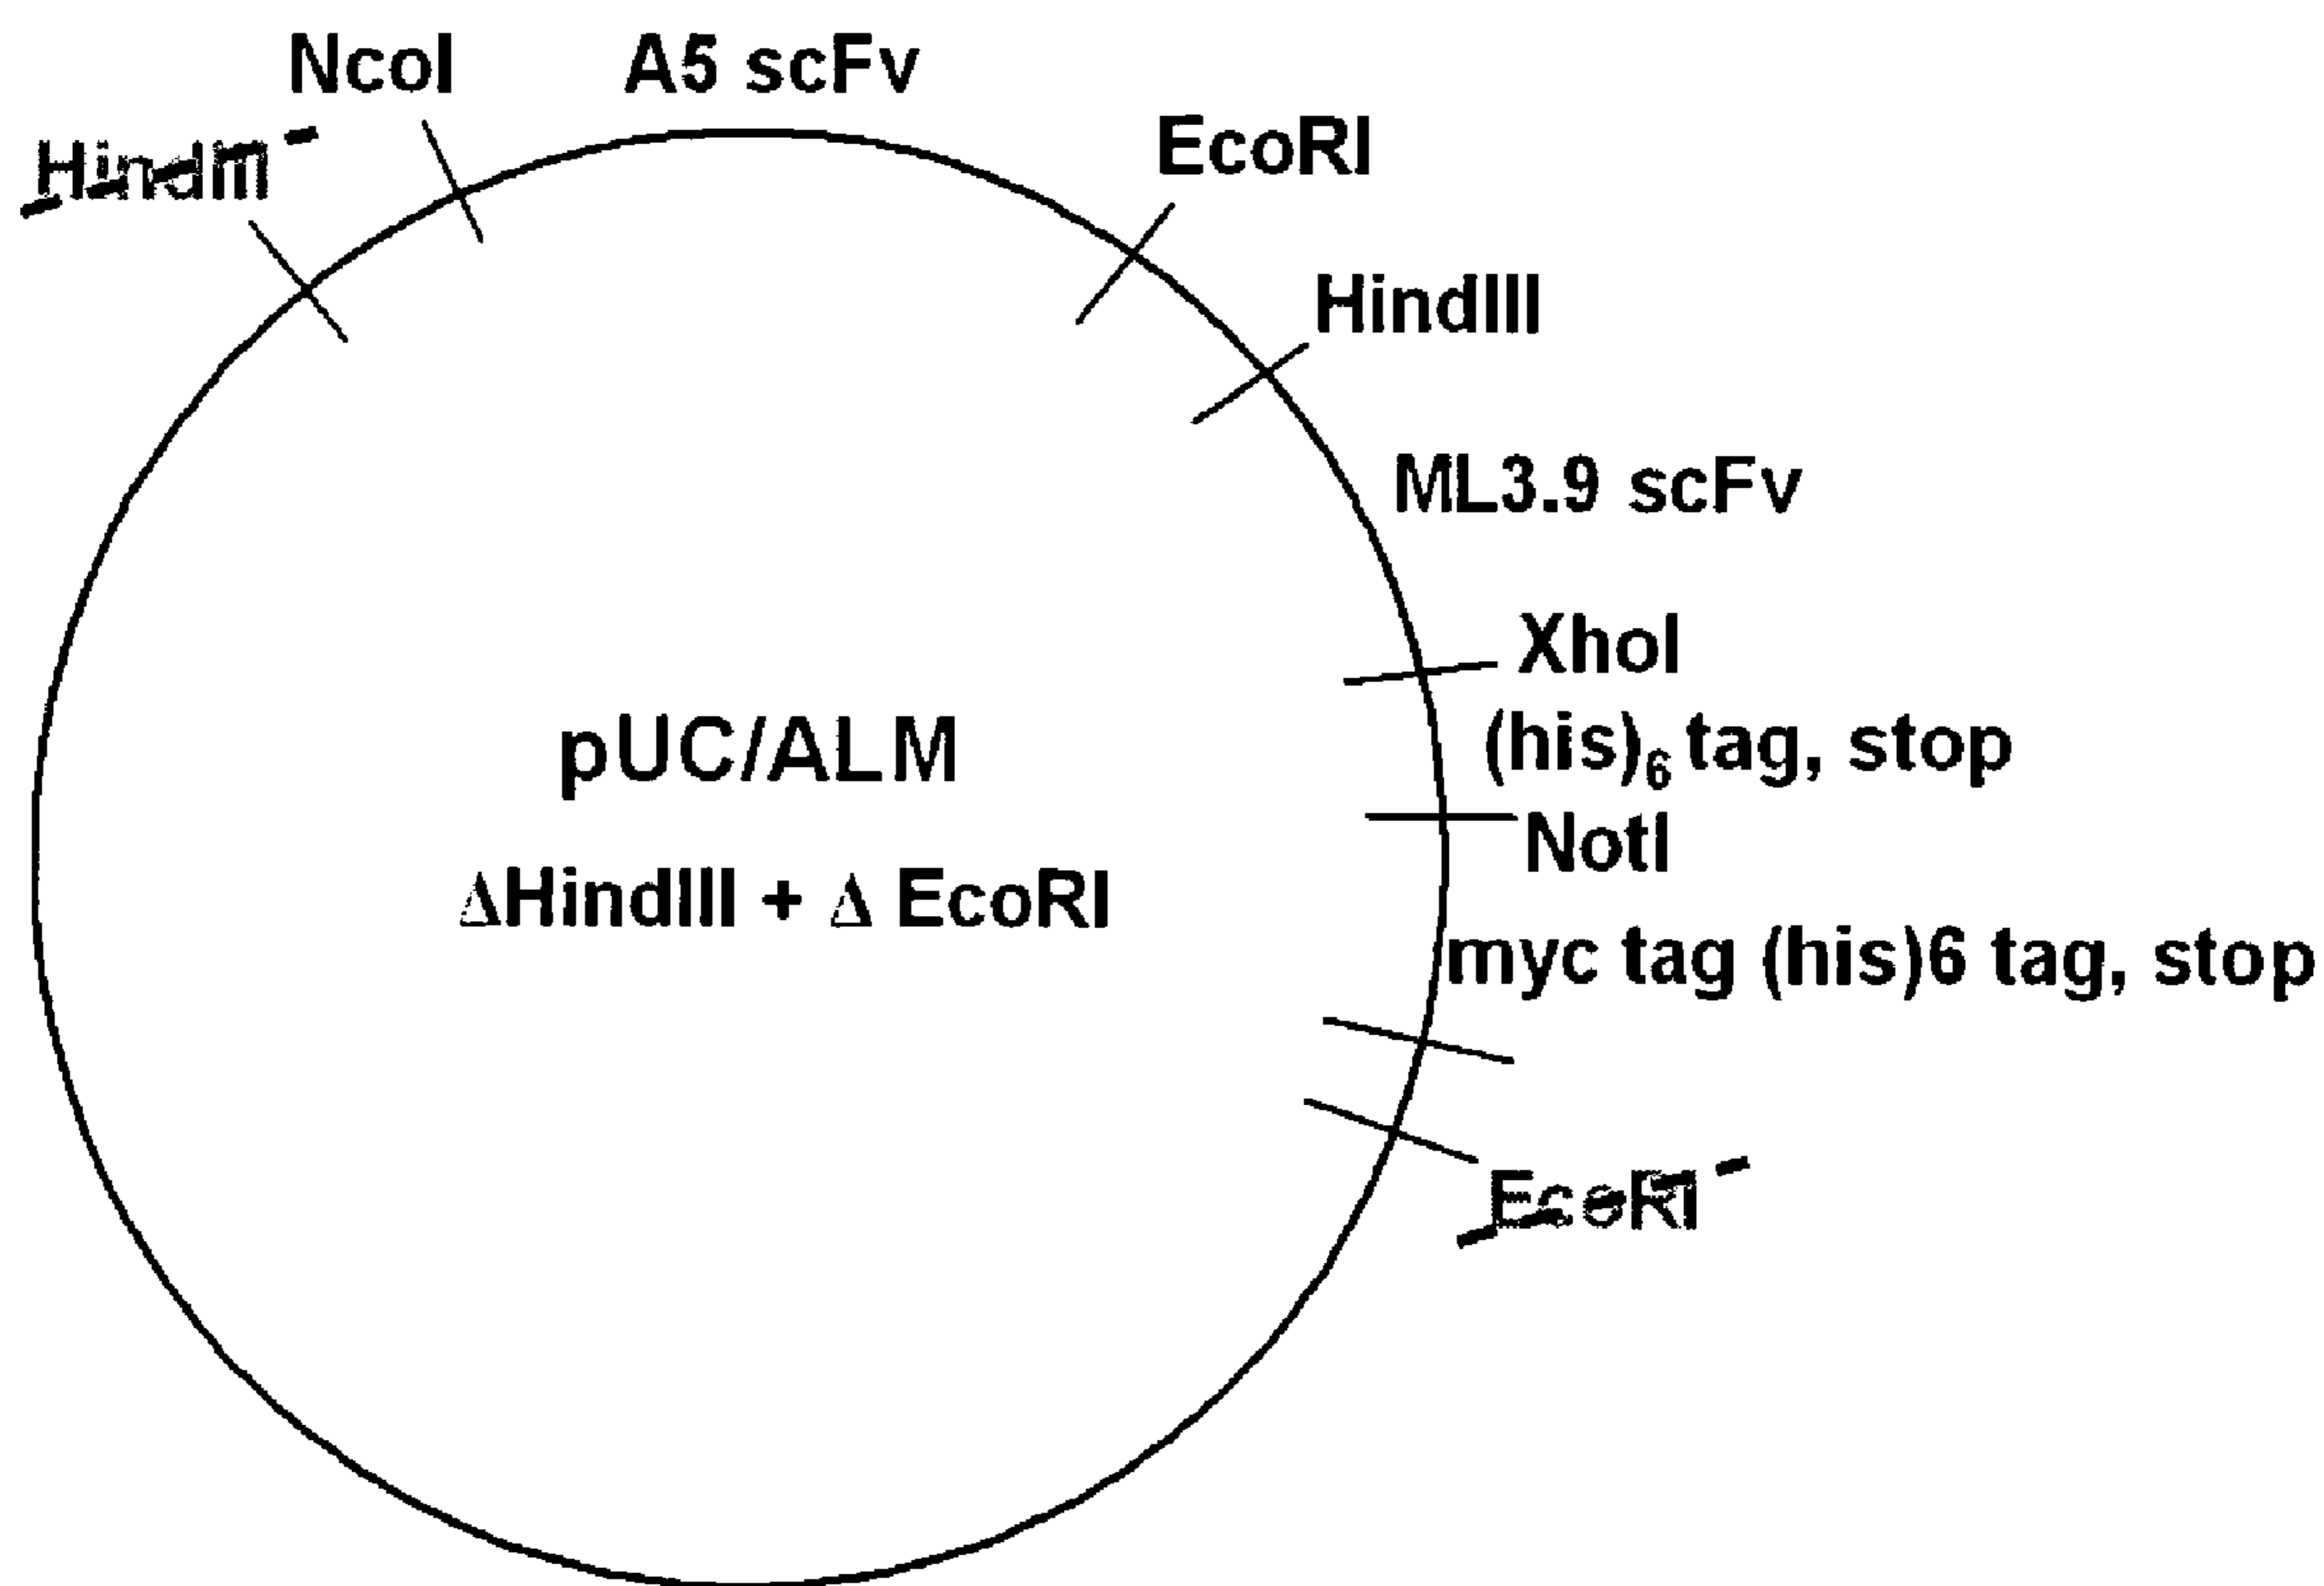 NcoI
A5 scFv
HindIII
EcoRI
HindIII
ML3.9 scFv
XhoI
(his)₆ tag, stop
pUC/ALM
NotI
ΔHindIII + Δ EcoRI
myc tag (his)6 tag, stop
EcoRI